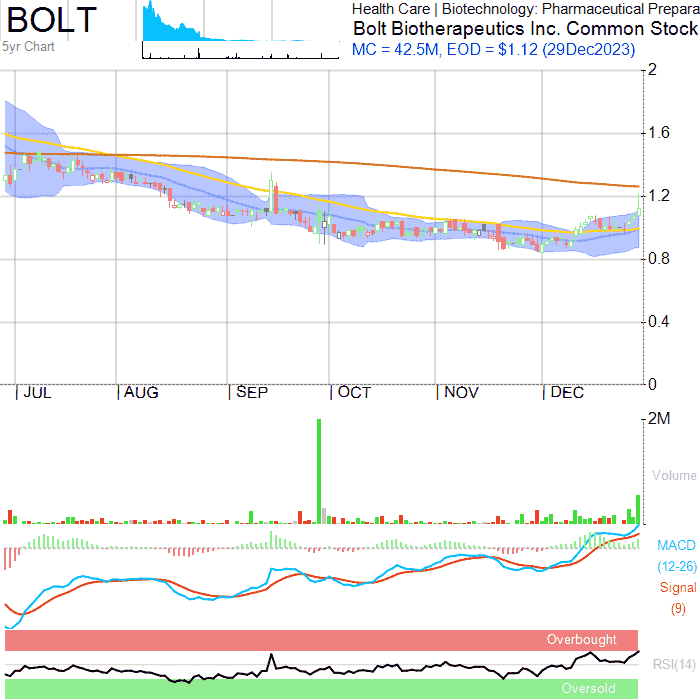 BOLT
5yr Chart
Health Care | Biotechnology: Pharmaceutical Prepara
Bolt Biotherapeutics Inc. Common Stock
MC = 42.5M, EOD = $1.12 (29Dec2023)
2
1.6
1.2
0.8
0.4
0
| JUL | AUG | SEP | OCT | NOV | DEC
2M
Volume
MACD
(12-26)
Signal
(9)
Overbought
RSI(14)
Oversold